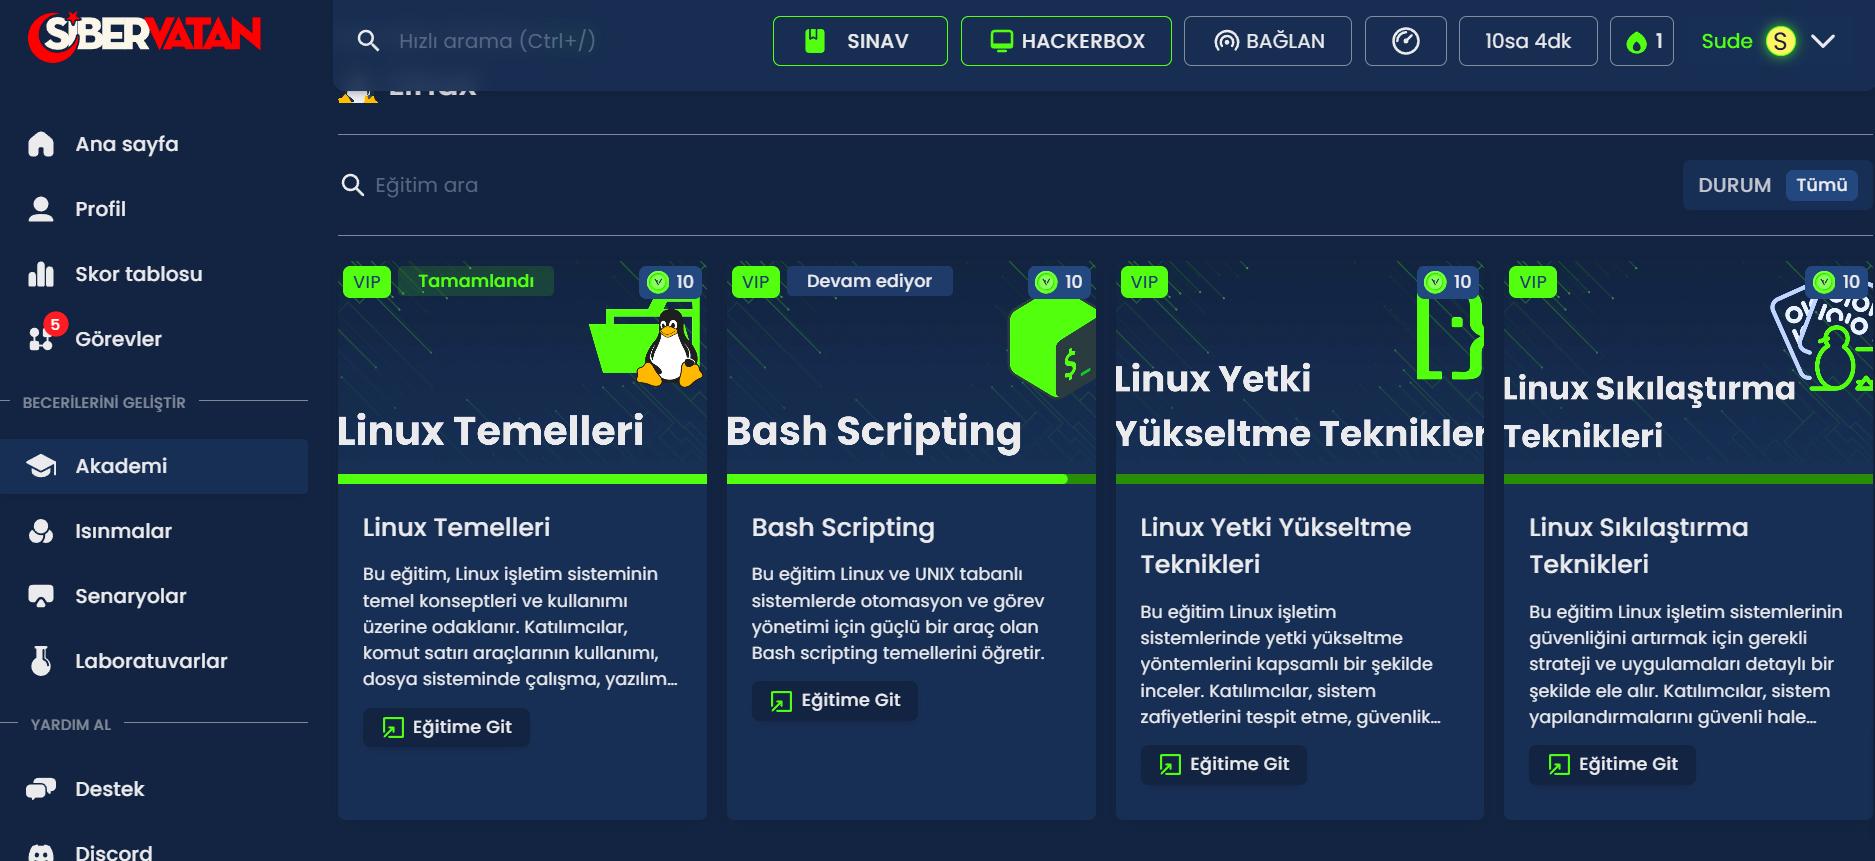 SİBERVATAN
Hızlı arama (Ctrl+/)
SINAV
HACKERBOX
BAĞLAN
10sa 4dk
1
Sude
S
Ana sayfa
Profil
Skor tablosu
5
Görevler
BECERİLERİNİ GELİŞTİR
Akademi
Isınmalar
Senaryolar
Laboratuvarlar
YARDIM AL
Destek
Discord
Linux
Eğitim ara
DURUM
Tümü
VIP
Tamamlandı
10
Linux Temelleri
Linux Temelleri
Bu eğitim, Linux işletim sisteminin
temel konseptleri ve kullanımı
üzerine odaklanır. Katılımcılar,
komut satırı araçlarının kullanımı,
dosya sisteminde çalışma, yazılım...
Eğitime Git
VIP
Devam ediyor
10
$_
Bash Scripting
Bash Scripting
Bu eğitim Linux ve UNIX tabanlı
sistemlerde otomasyon ve görev
yönetimi için güçlü bir araç olan
Bash scripting temellerini öğretir.
Eğitime Git
VIP
10
Linux Yetki
Yükseltme Teknikler
Linux Yetki Yükseltme
Teknikleri
Bu eğitim Linux işletim
sistemlerinde yetki yükseltme
yöntemlerini kapsamlı bir şekilde
inceler. Katılımcılar, sistem
zafiyetlerini tespit etme, güvenlik...
Eğitime Git
VIP
10
Linux Sıkılaştırma
Teknikleri
Linux Sıkılaştırma
Teknikleri
Bu eğitim Linux işletim sistemlerinin
güvenliğini artırmak için gerekli
strateji ve uygulamaları detaylı bir
şekilde ele alır. Katılımcılar, sistem
yapılandırmalarını güvenli hale...
Eğitime Git